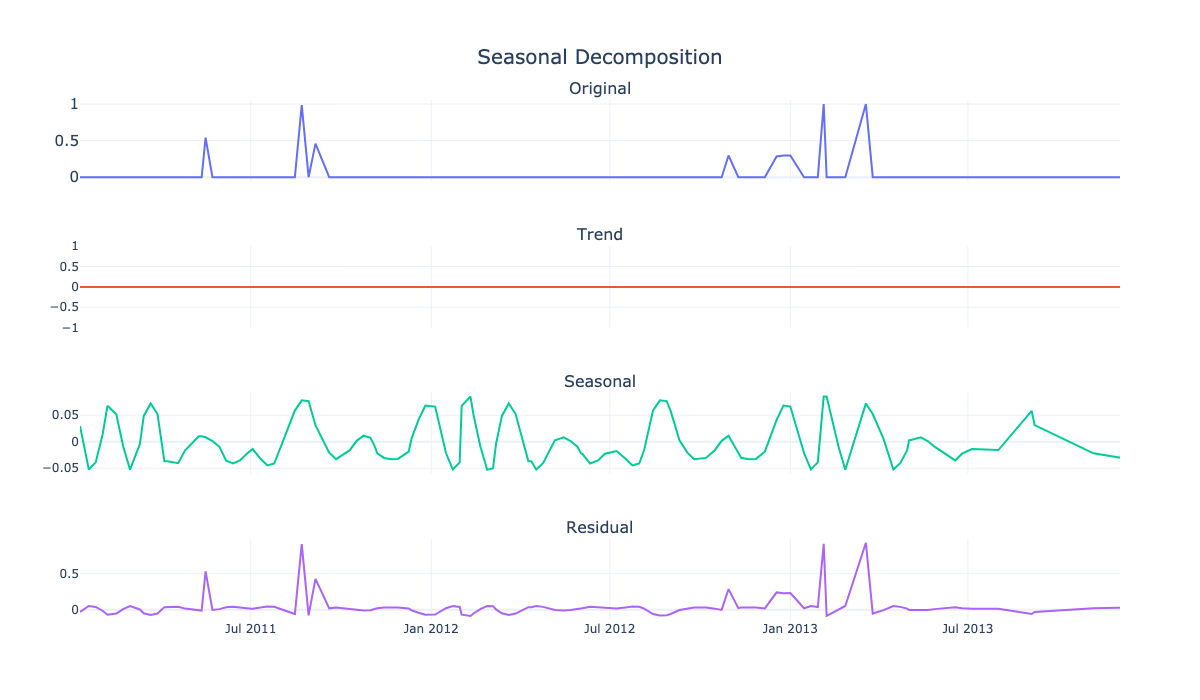 Seasonal Decomposition
Original
1
0.5
0
Trend
1
0.5
0
−0.5
−1
Seasonal
0.05
0
−0.05
Residual
0.5
0
Jul 2011 Jan 2012 Jul 2012 Jan 2013 Jul 2013